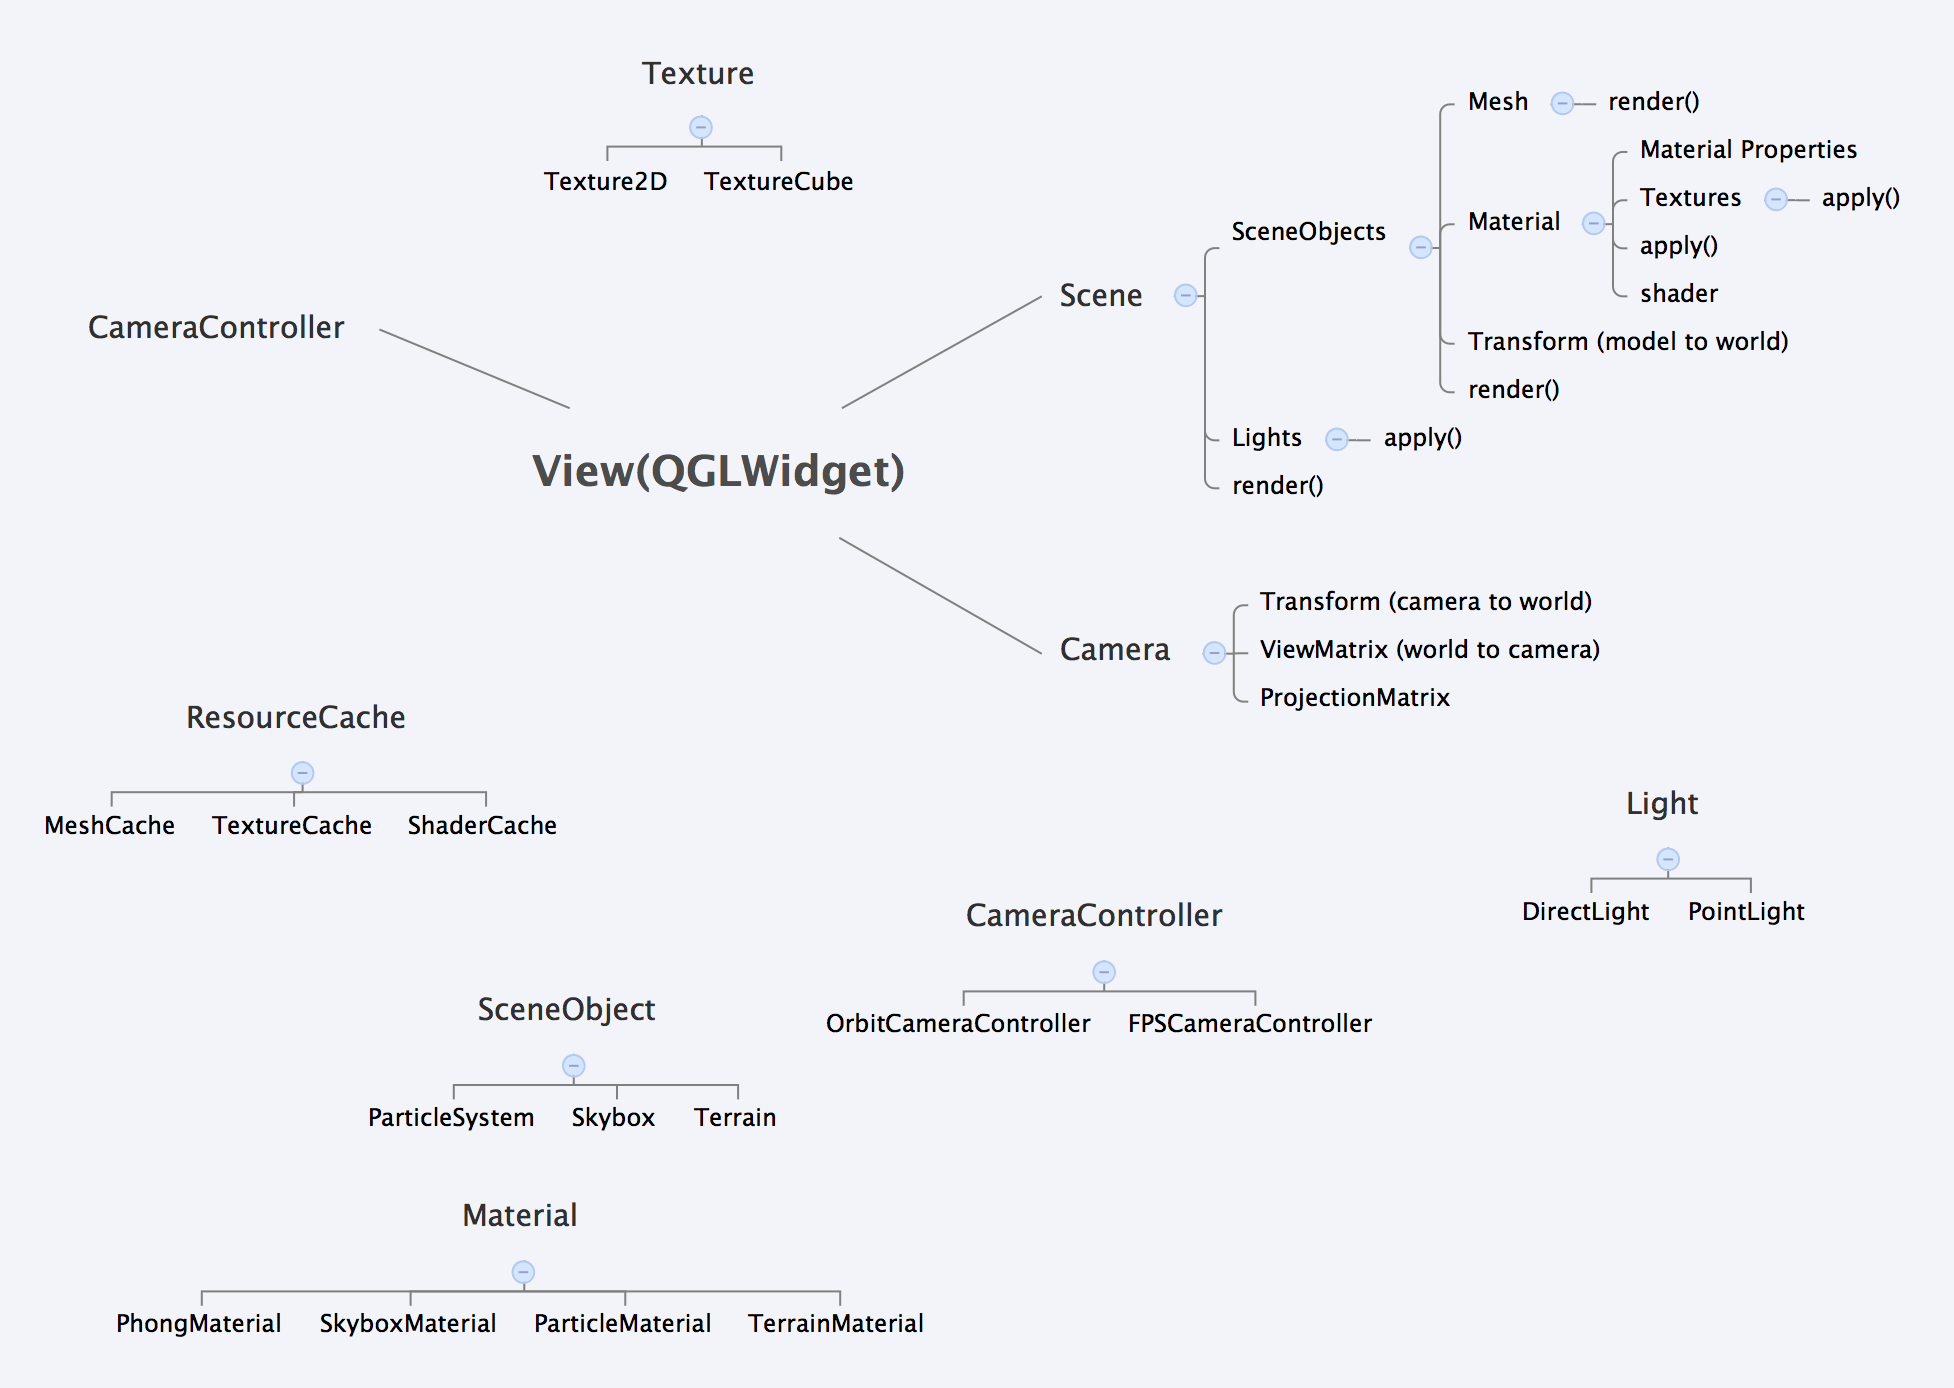 Texture
Texture2D
TextureCube
CameraController
View(QGLWidget)
Scene
SceneObjects
Mesh
render()
Material
Material Properties
Textures
apply()
apply()
shader
Transform (model to world)
render()
Lights
apply()
render()
Camera
Transform (camera to world)
ViewMatrix (world to camera)
ProjectionMatrix
ResourceCache
MeshCache
TextureCache
ShaderCache
Light
DirectLight
PointLight
CameraController
OrbitCameraController
FPSCameraController
SceneObject
ParticleSystem
Skybox
Terrain
Material
PhongMaterial
SkyboxMaterial
ParticleMaterial
TerrainMaterial